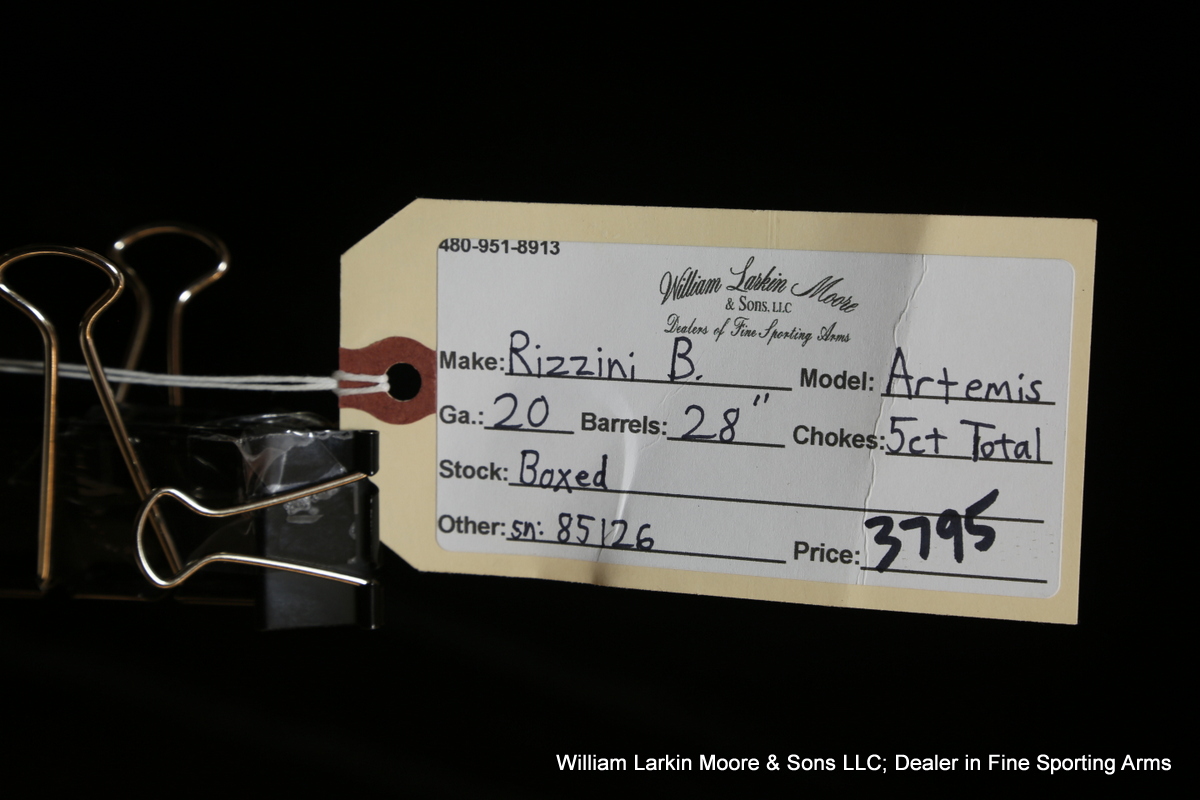 480-951-8913
William Larkin Moore
& Sons, LLC
Dealers of Fine Sporting Arms
Make: Rizzini B. Model: Artemis
Ga.: 20 Barrels: 28" Chokes: 5ct Total
Stock: Boxed
Other: sn: 85126 Price: 3795
William Larkin Moore & Sons LLC; Dealer in Fine Sporting Arms